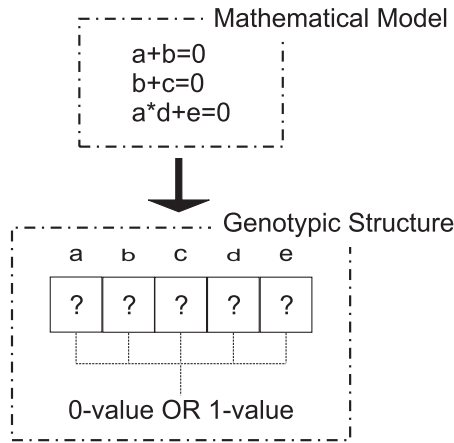 Mathematical Model
a+b=0
b+c=0
a*d+e=0
Genotypic Structure
a b c d e
? ? ? ? ?
0-value OR 1-value